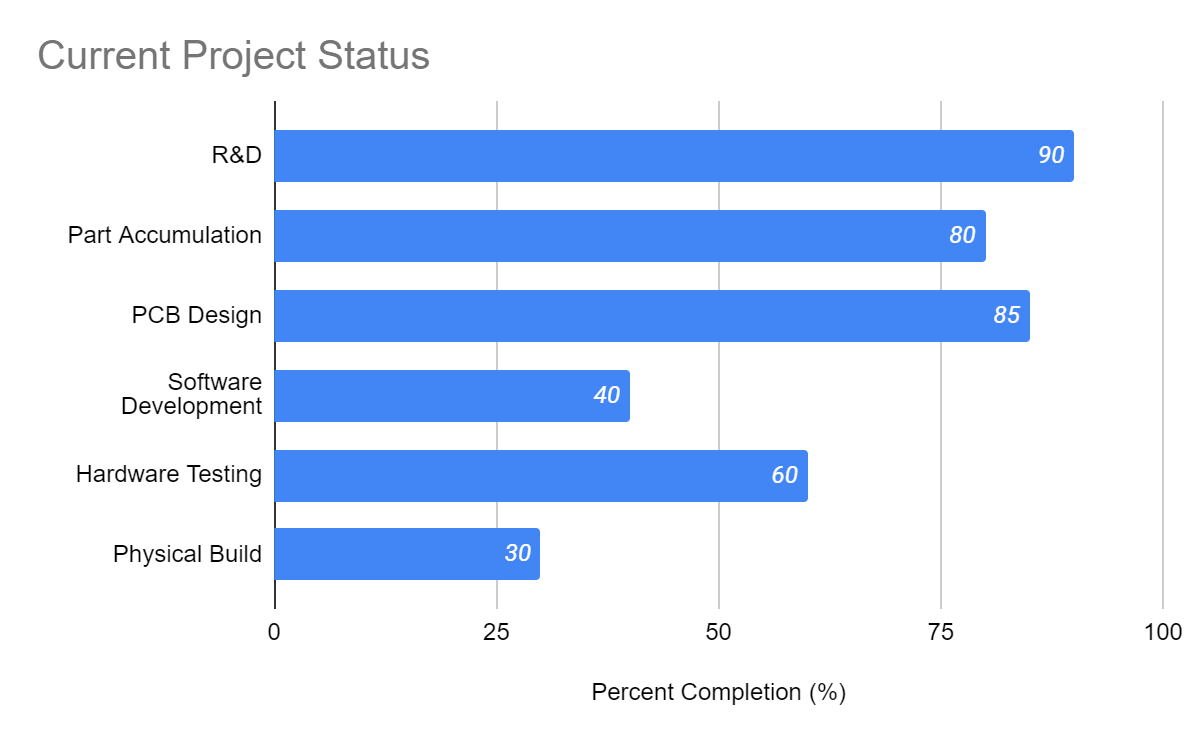 Current Project Status
R&D
90
Part Accumulation
80
PCB Design
85
Software
Development
40
Hardware Testing
60
Physical Build
30
0
25
50
75
100
Percent Completion (%)